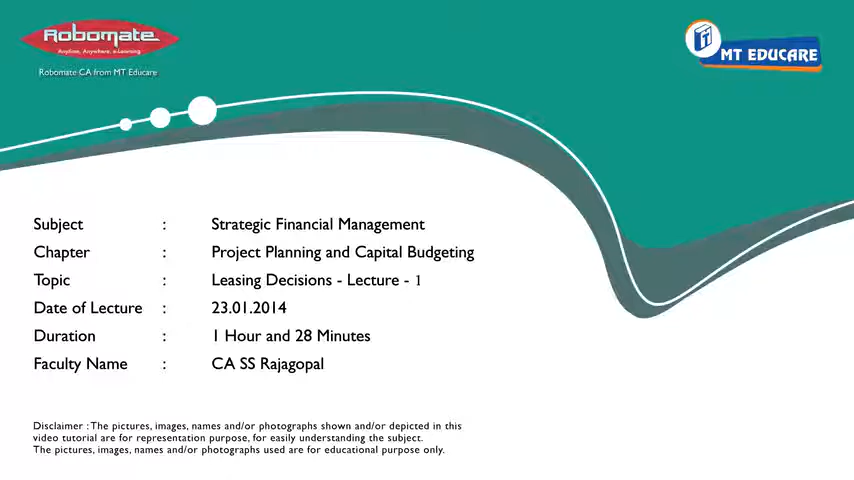 Robomate
Anytime, Anywhere, e-Learning
Robomate CA from MT Educare
MT EDUCARE
Subject : Strategic Financial Management
Chapter : Project Planning and Capital Budgeting
Topic : Leasing Decisions - Lecture - 1
Date of Lecture : 23.01.2014
Duration : 1 Hour and 28 Minutes
Faculty Name : CA SS Rajagopal
Disclaimer : The pictures, images, names and/or photographs shown and/or depicted in this
video tutorial are for representation purpose, for easily understanding the subject.
The pictures, images, names and/or photographs used are for educational purpose only.